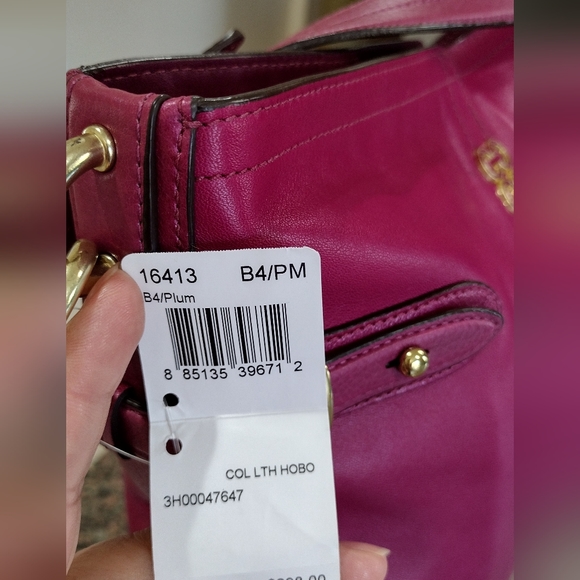 16413 B4/PM
B4/Plum
8 85135 39671 2
COL LTH HOBO
3H00047647